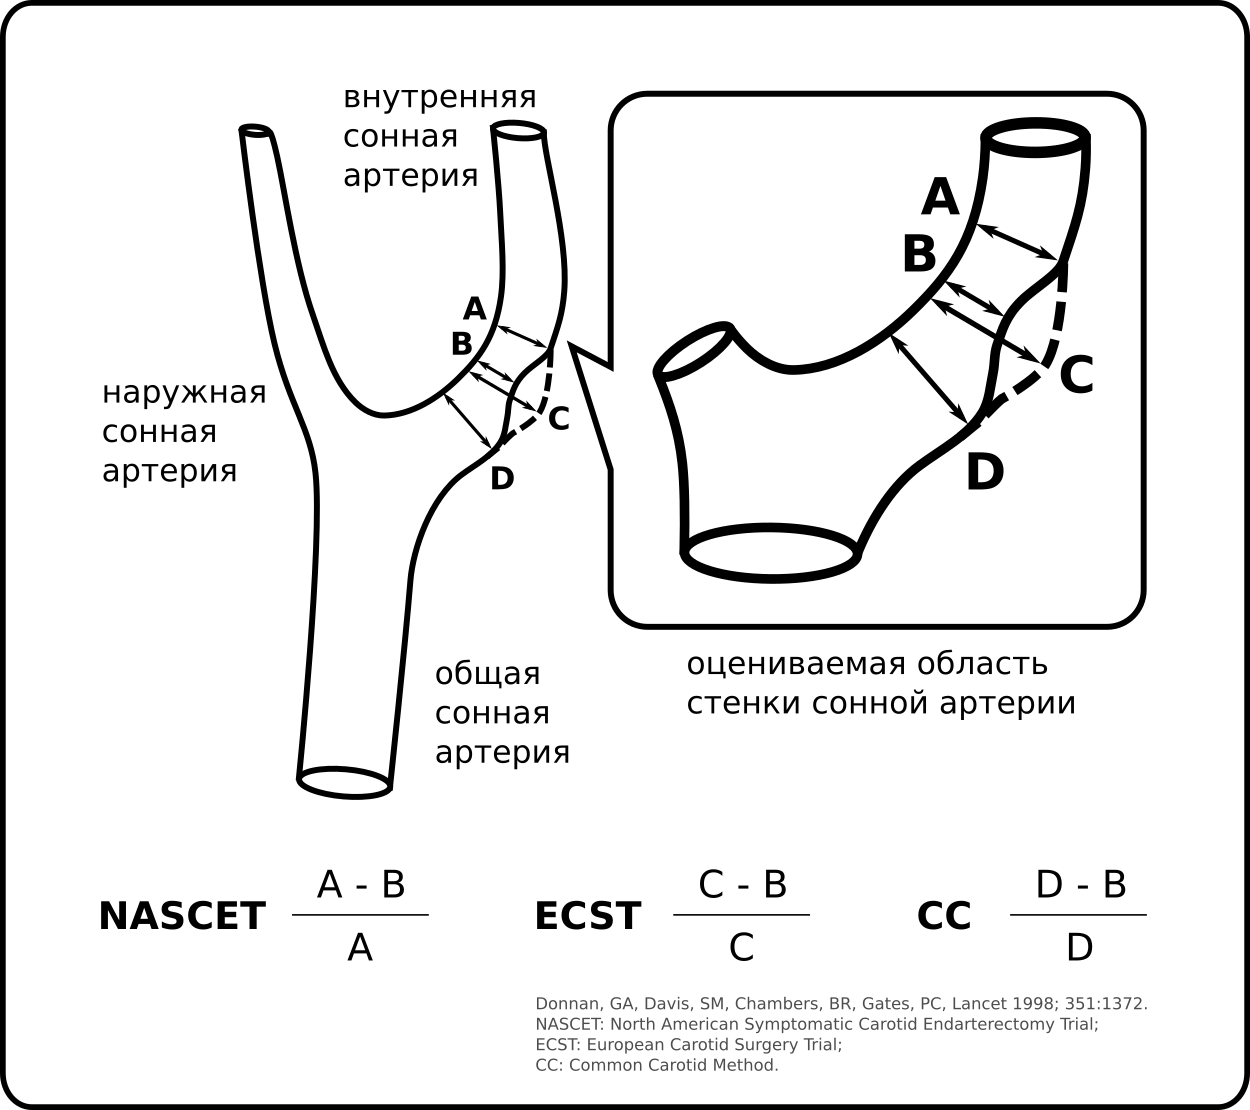 внутренняя
сонная
артерия
A
B
C
D
наружная
сонная
артерия
A
B
C
D
оцениваемая область
стенки сонной артерии
общая
сонная
артерия
NASCET
A - B
A
ECST
C - B
C
CC
D - B
D
Donnan, GA, Davis, SM, Chambers, BR, Gates, PC, Lancet 1998; 351:1372.
NASCET: North American Symptomatic Carotid Endarterectomy Trial;
ECST: European Carotid Surgery Trial;
CC: Common Carotid Method.